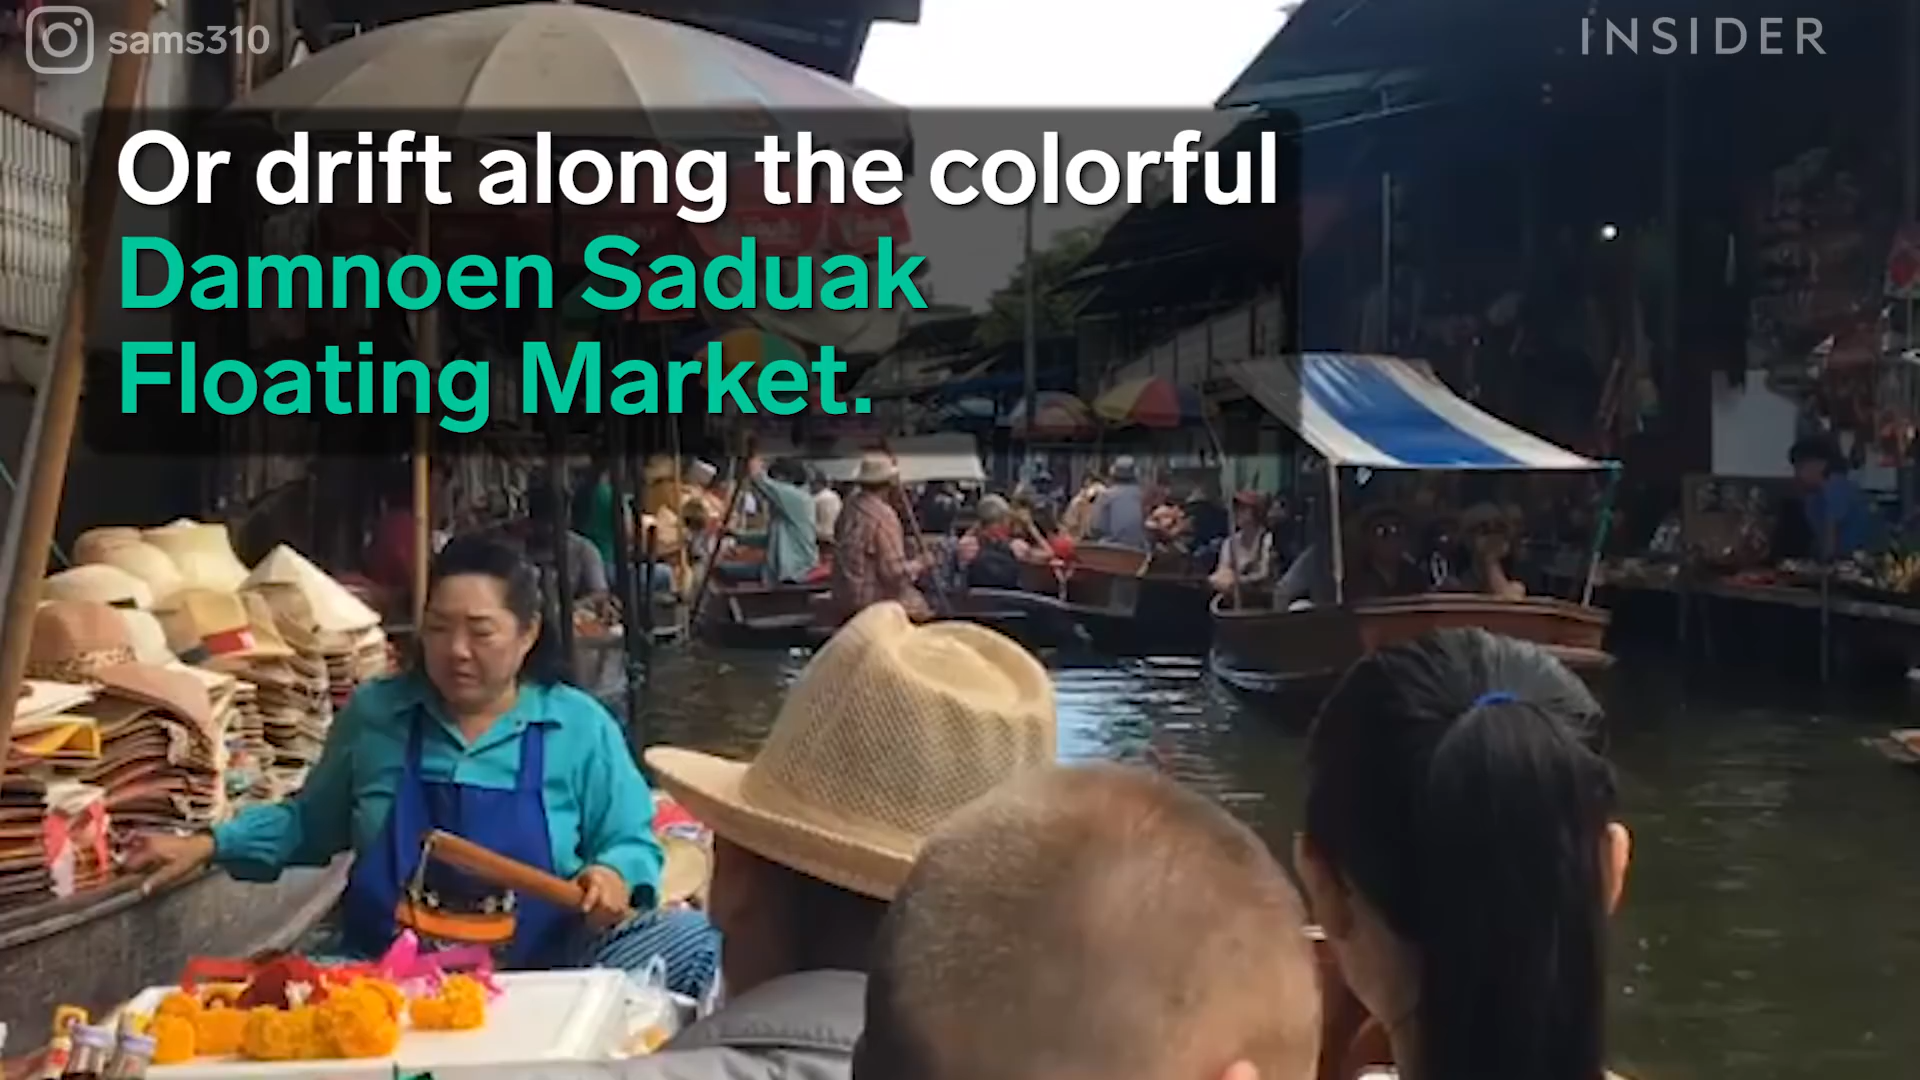 sams310
INSIDER
Or drift along the colorful
Damnoen Saduak
Floating Market.